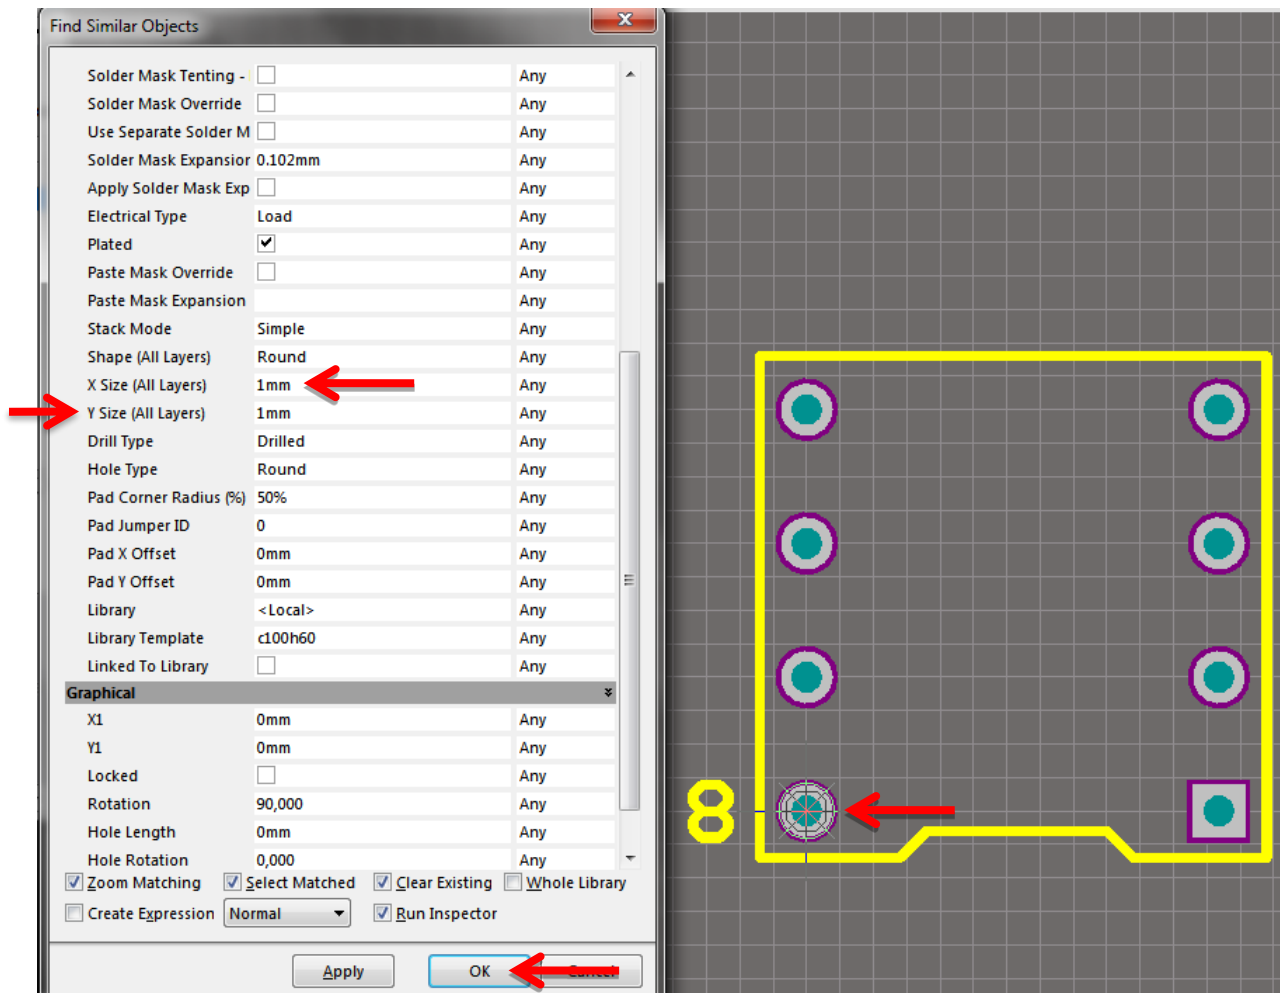 Find Similar Objects
Solder Mask Tenting - Any
Solder Mask Override Any
Use Separate Solder M Any
Solder Mask Expansior 0.102mm Any
Apply Solder Mask Exp Any
Electrical Type Load Any
Plated Any
Paste Mask Override Any
Paste Mask Expansion Any
Stack Mode Simple Any
Shape (All Layers) Round Any
X Size (All Layers) 1mm Any
Y Size (All Layers) 1mm Any
Drill Type Drilled Any
Hole Type Round Any
Pad Corner Radius (%) 50% Any
Pad Jumper ID 0 Any
Pad X Offset 0mm Any
Pad Y Offset 0mm Any
Library <Local> Any
Library Template c100h60 Any
Linked To Library Any
Graphical
X1 0mm Any
Y1 0mm Any
Locked Any
Rotation 90,000 Any
Hole Length 0mm Any
Hole Rotation 0,000 Any
Zoom Matching Select Matched Clear Existing Whole Library
Create Expression Normal Run Inspector
Apply OK Cancel
8